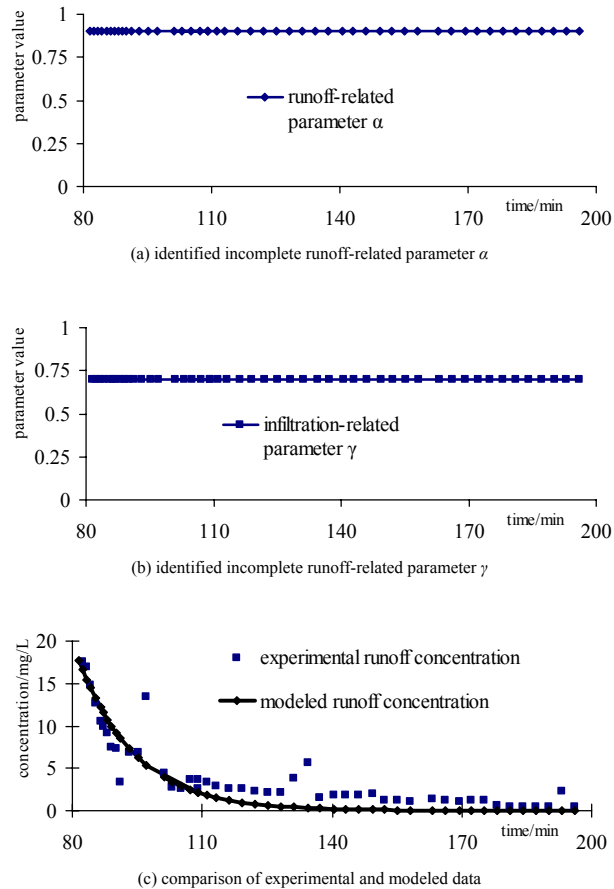 1
0.75
0.5
0.25
0
parameter value
runoff-related
parameter α
time/min
80 110 140 170 200
(a) identified incomplete runoff-related parameter α
1
0.75
0.5
0.25
0
parameter value
infiltration-related
parameter γ
time/min
80 110 140 170 200
(b) identified incomplete runoff-related parameter γ
20
15
10
5
0
concentration/mg/L
experimental runoff concentration
modeled runoff concentration
time/min
80 110 140 170 200
(c) comparison of experimental and modeled data